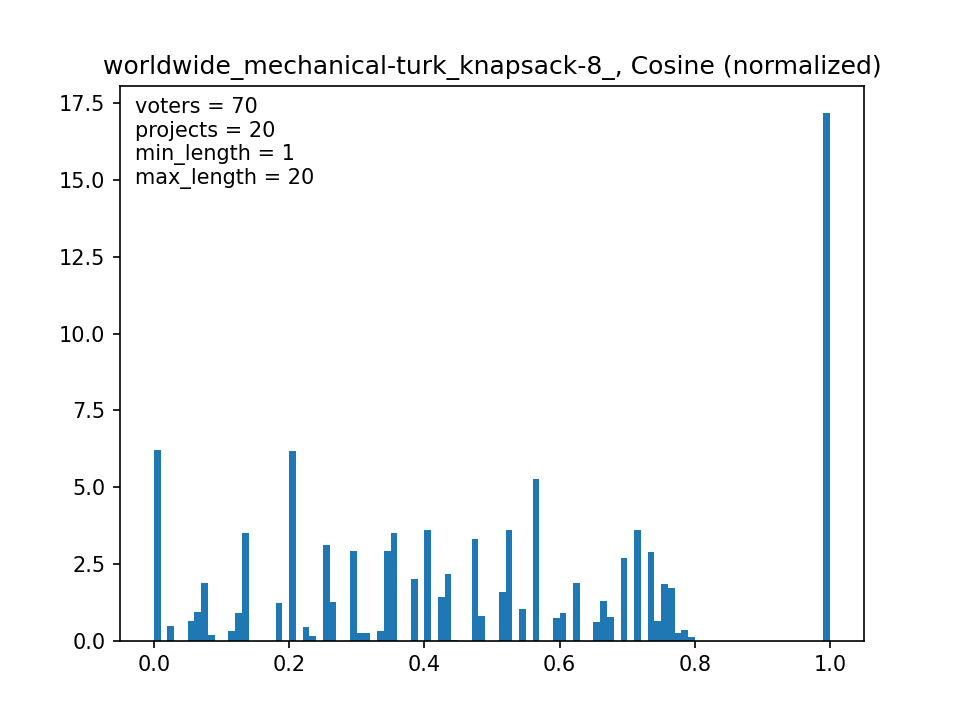 worldwide_mechanical-turk_knapsack-8_, Cosine (normalized)
voters = 70
projects = 20
min_length = 1
max_length = 20
17.5
15.0
12.5
10.0
7.5
5.0
2.5
0.0
0.0 0.2 0.4 0.6 0.8 1.0